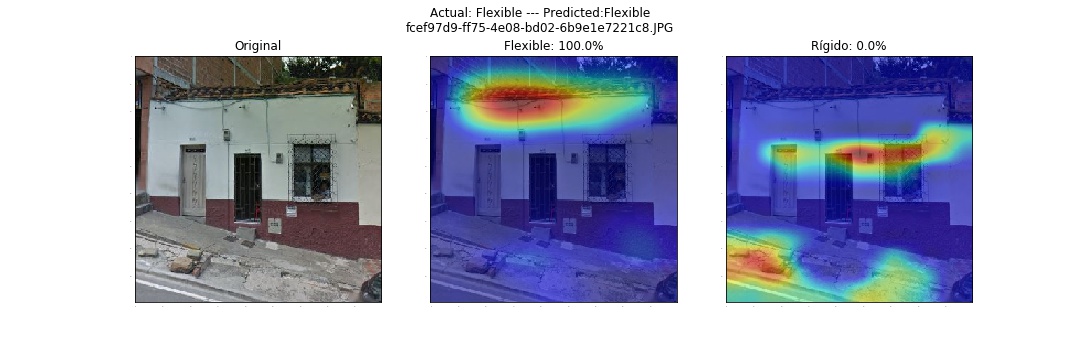 Actual: Flexible --- Predicted:Flexible
fcef97d9-ff75-4e08-bd02-6b9e1e7221c8.JPG
Original
Flexible: 100.0%
Rígido: 0.0%